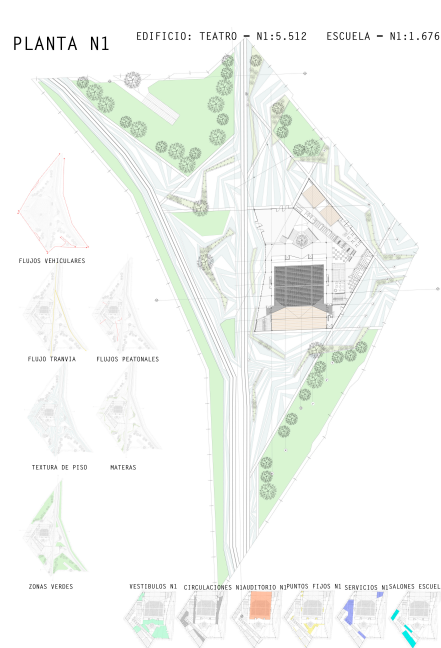 PLANTA N1
EDIFICIO: TEATRO – N1:5.512 ESCUELA – N1:1.676
FLUJOS VEHICULARES
FLUJO TRANVIA
FLUJOS PEATONALES
TEXTURA DE PISO
MATERAS
ZONAS VERDES
VESTIBULOS N1
CIRCULACIONES N1
AUDITORIO N1
PUNTOS FIJOS N1
SERVICIOS N1
SALONES ESCUEL